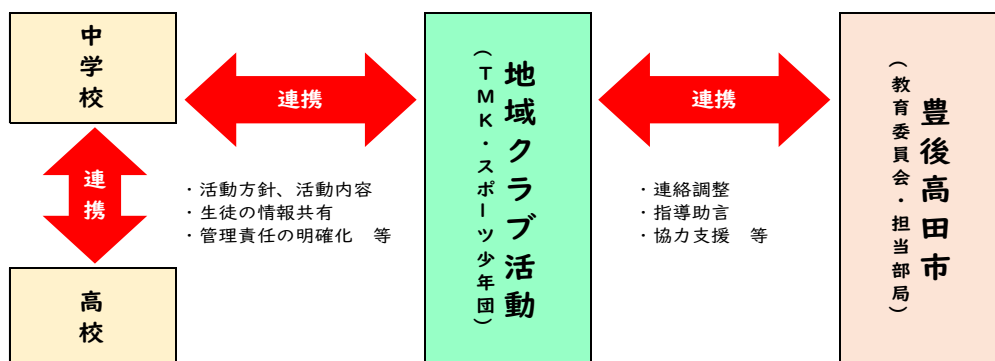 中学校
連携
高校
連携
・活動方針、活動内容
・生徒の情報共有
・管理責任の明確化　等
地域クラブ活動
（ＴＭＫ・スポーツ少年団）
連携
・連絡調整
・指導助言
・協力支援　等
豊後高田市
（教育委員会・担当部局）